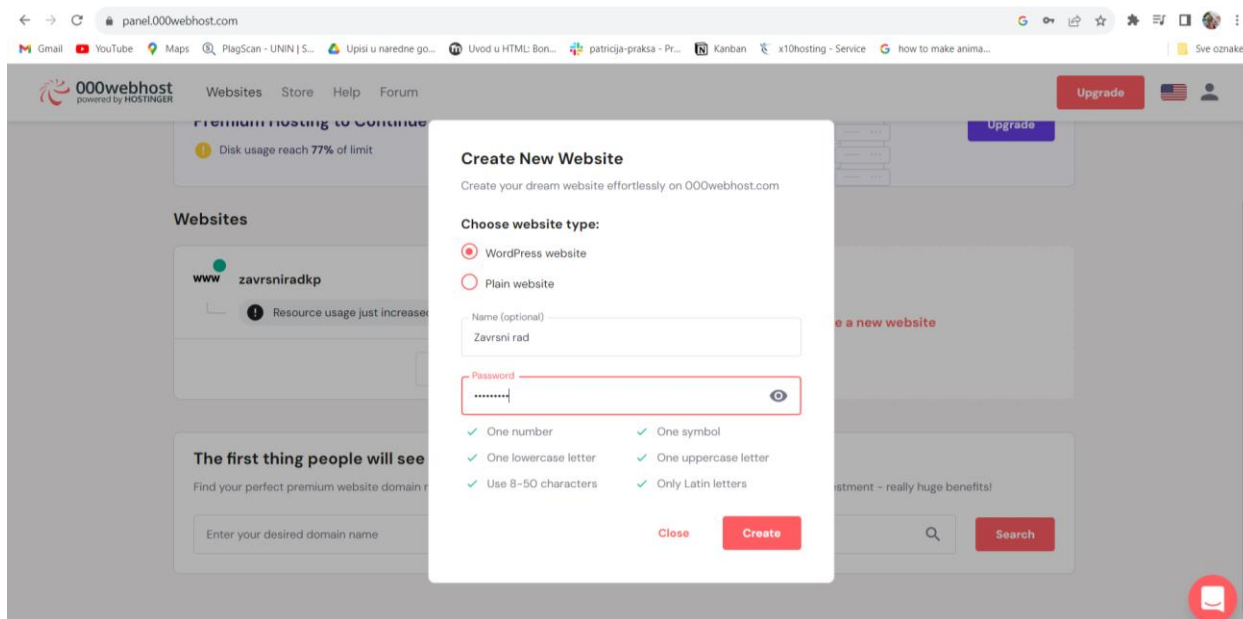 panel.000webhost.com
Gmail YouTube Maps PlagScan - UNIN | S... Upisi u naredne go... Uvod u HTML: Bon... patricija-praksa - Pr... Kanban x10hosting - Service how to make anima... Sve oznake
000webhost
powered by HOSTINGER
Websites Store Help Forum
Upgrade
Premium Hosting to Continue
Upgrade
Disk usage reach 77% of limit
Websites
www zavrsniradkp
Resource usage just increased
e a new website
The first thing people will see
Find your perfect premium website domain
stment - really huge benefits!
Enter your desired domain name
Search
Create New Website
Create your dream website effortlessly on 000webhost.com
Choose website type:
WordPress website
Plain website
Name (optional)
Zavrsni rad
Password
•••••••••
One number One symbol
One lowercase letter One uppercase letter
Use 8-50 characters Only Latin letters
Close Create